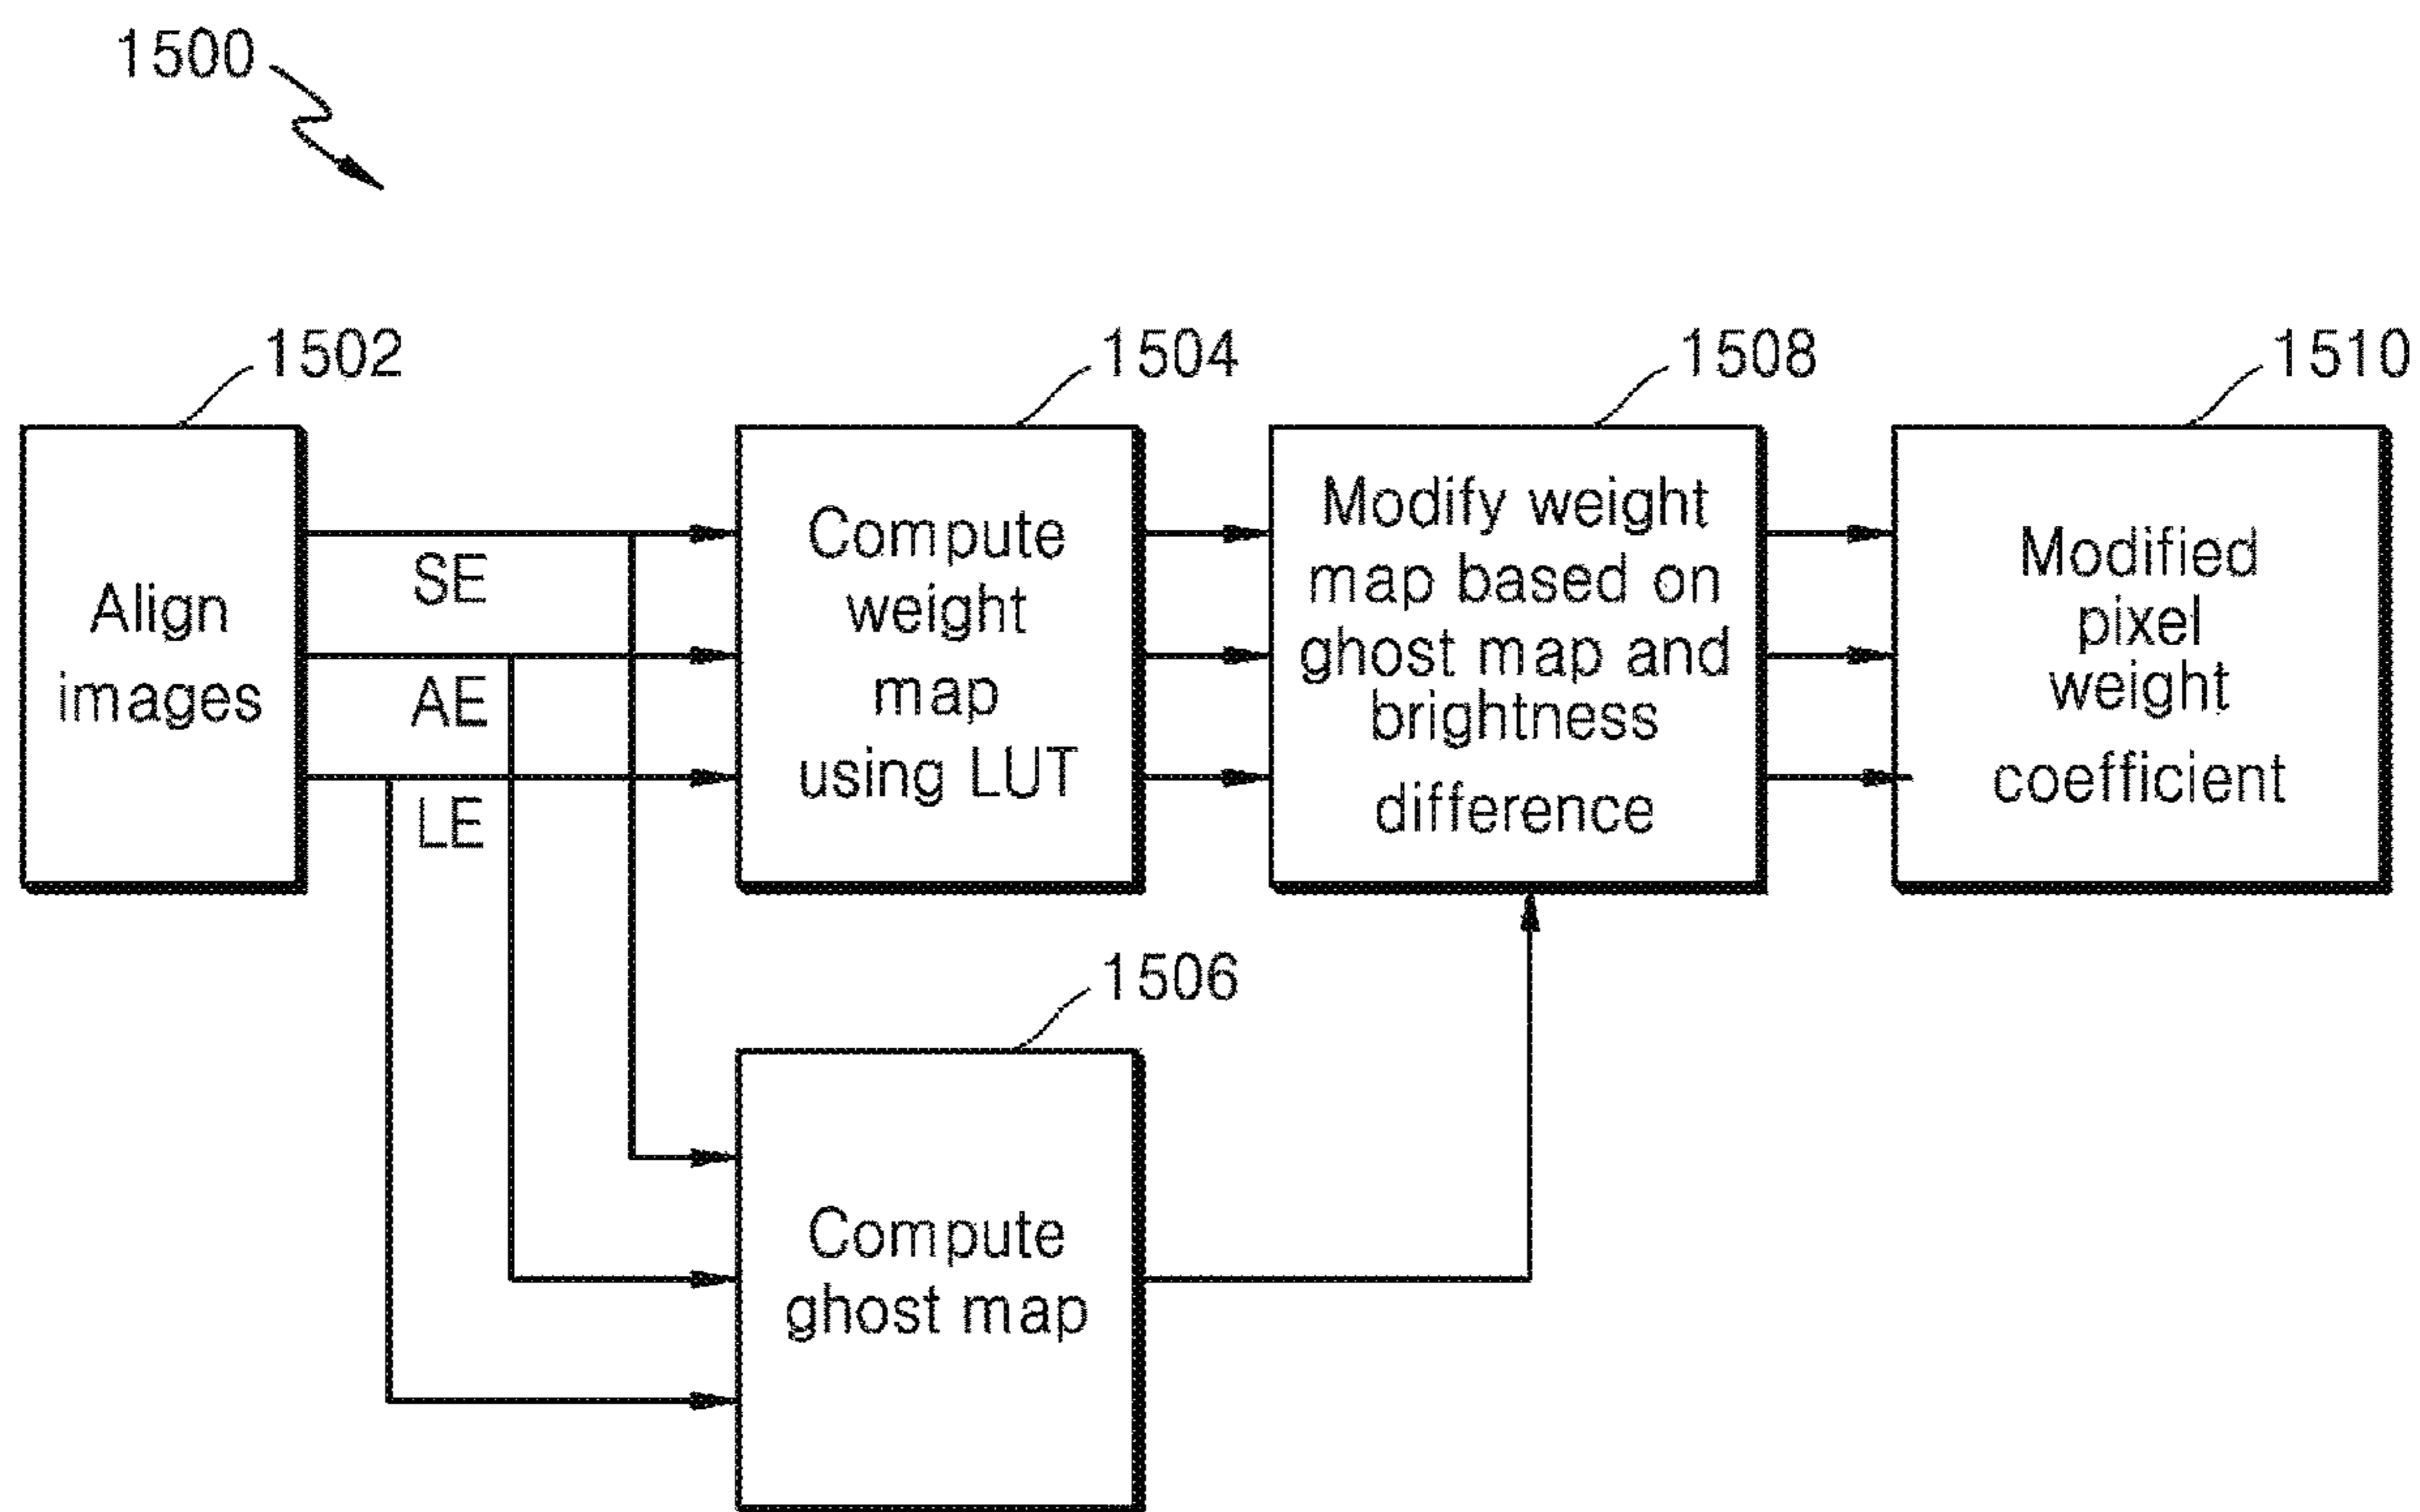 1500
1502
Align
images
SE
AE
LE
1504
Compute
weight
map
using LUT
1508
Modify weight
map based on
ghost map and
brightness
difference
1510
Modified
pixel
weight
coefficient
1506
Compute
ghost map